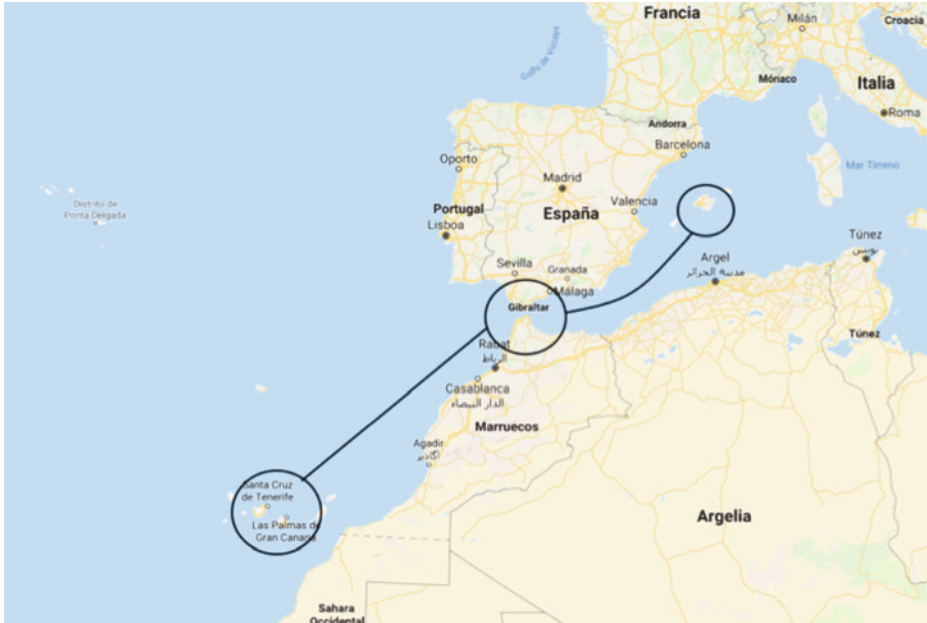 Francia
Milán
Croacia
Golfo de Vizcaya
Mónaco
Italia
Andorra
Roma
Oporto
Barcelona
Mar Tirreno
Madrid
Distrito de
Ponta Delgada
Portugal
España
Valencia
Lisboa
Túnez
تونس
Sevilla
Granada
Argel
مدينة الجزائر
Málaga
Gibraltar
Túnez
Rabat
الرباط
Casablanca
الدار البيضاء
Marruecos
Agadir
أكادير
Santa Cruz
de Tenerife
Las Palmas de
Gran Canaria
Argelia
Sahara
Occidental